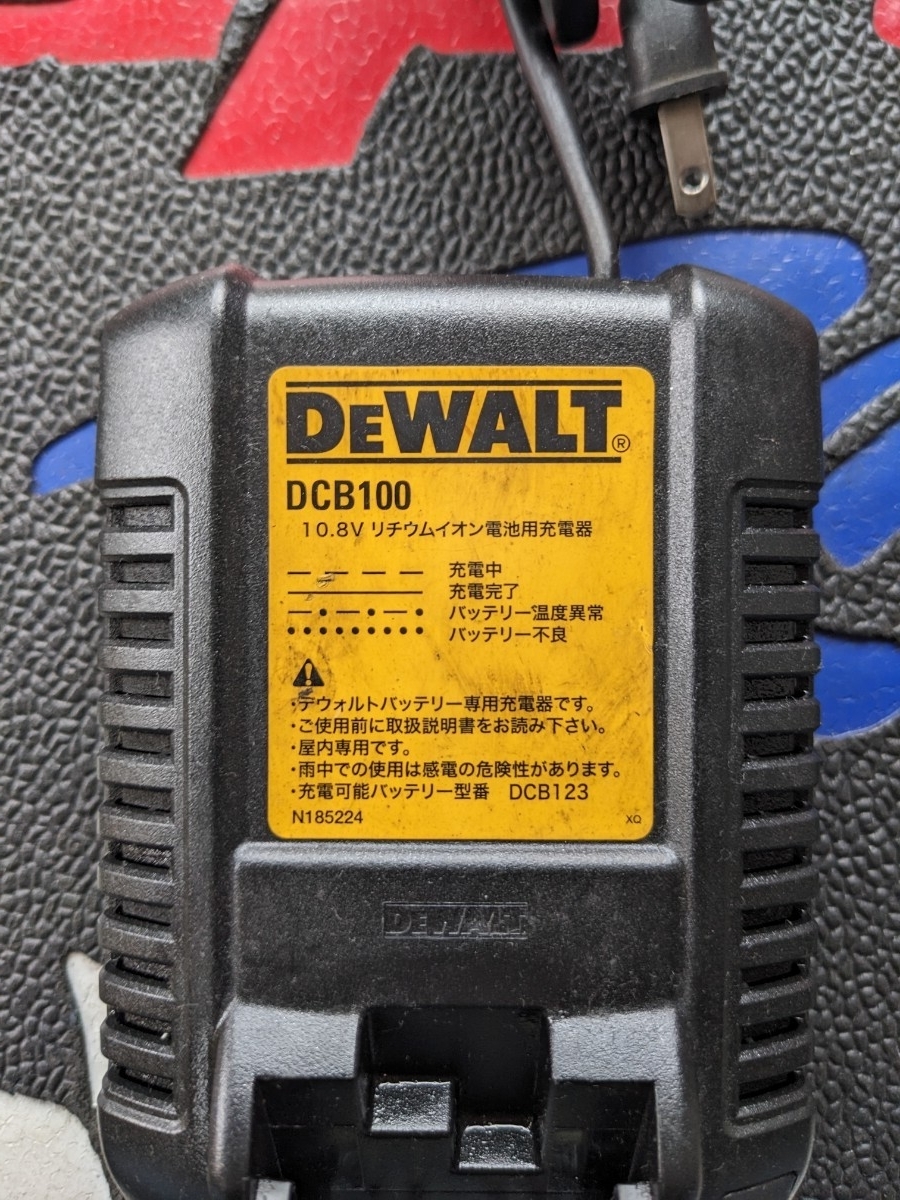 DEWALT®
DCB100
10.8V リチウムイオン電池用充電器
充電中
充電完了
バッテリー温度異常
バッテリー不良
・デウォルトバッテリー専用充電器です。
・ご使用前に取扱説明書をお読み下さい。
・屋内専用です。
・雨中での使用は感電の危険性があります。
・充電可能バッテリー型番 DCB123
N185224 XQ
DEWALT